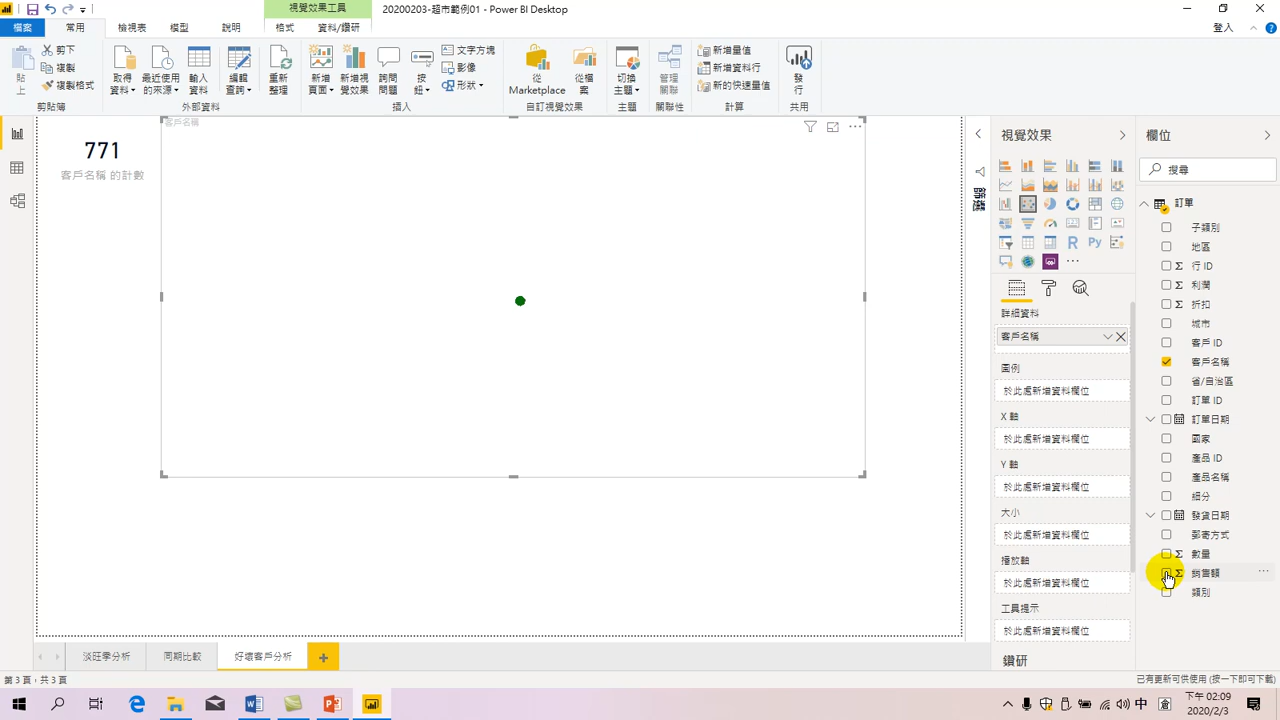 視覺效果工具
20200203-超市範例01 - Power BI Desktop
檔案
常用
檢視表
模型
說明
格式
資料/鑽研
登入
貼上
剪下
複製
複製格式
剪貼簿
取得資料
最近使用的來源
輸入資料
編輯查詢
外部資料
重新整理
新增頁面
新增視覺效果
詢問問題
按鈕
文字方塊
影像
形狀
插入
從 Marketplace
從檔案
自訂視覺效果
切換主題
主題
管理關聯
關聯性
新增量值
新增資料行
新的快速量值
計算
發行
共用
771
客戶名稱 的計數
客戶名稱
篩選
視覺效果
R
Py
詳細資料
客戶名稱
圖例
於此處新增資料欄位
X 軸
於此處新增資料欄位
Y 軸
於此處新增資料欄位
大小
於此處新增資料欄位
播放軸
於此處新增資料欄位
工具提示
於此處新增資料欄位
鑽研
欄位
搜尋
訂單
子類別
地區
行 ID
利潤
折扣
城市
客戶 ID
客戶名稱
省/自治區
訂單 ID
訂單日期
國家
產品 ID
產品名稱
細分
發貨日期
郵寄方式
數量
銷售額
類別
淡旺季分析
同期比較
好壞客戶分析
第 3 頁，共 3 頁
已有更新可供使用 (按一下即可下載)
中
下午 02:09
2020/2/3